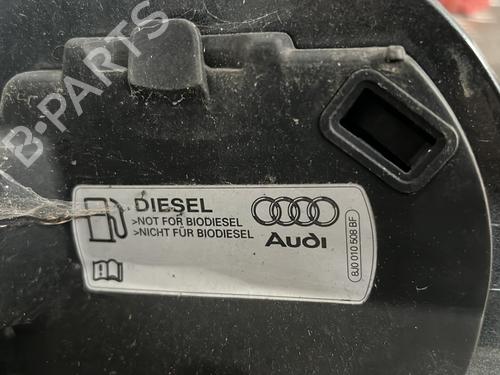 B-PARTS
DIESEL
>NOT FOR BIODIESEL
>NICHT FÜR BIODIESEL
Audi
8J0 010 508 BF